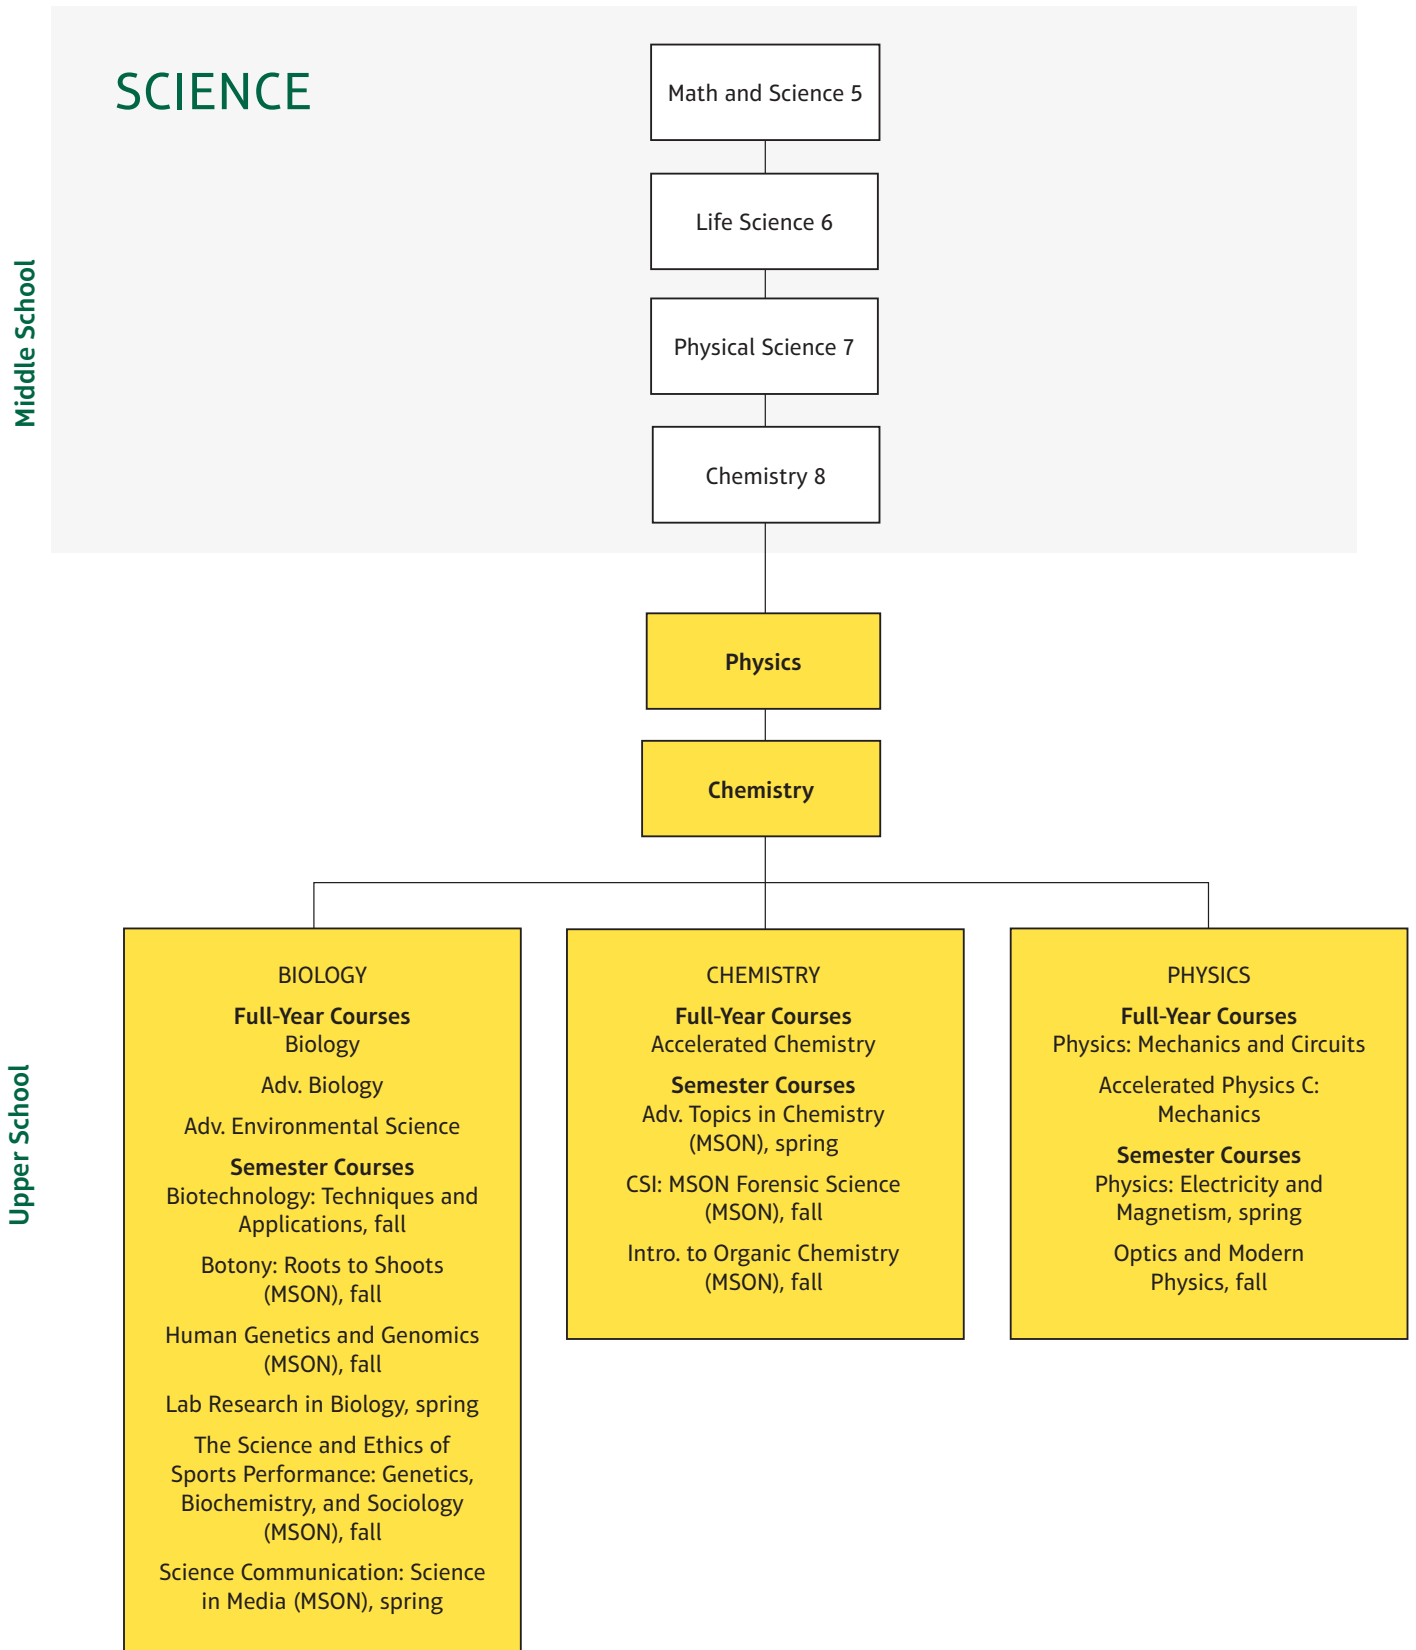 SCIENCE
Middle School
Math and Science 5
Life Science 6
Physical Science 7
Chemistry 8
Upper School
Physics
Chemistry
BIOLOGY
Full-Year Courses
Biology
Adv. Biology
Adv. Environmental Science
Semester Courses
Biotechnology: Techniques and
Applications, fall
Botony: Roots to Shoots
(MSON), fall
Human Genetics and Genomics
(MSON), fall
Lab Research in Biology, spring
The Science and Ethics of
Sports Performance: Genetics,
Biochemistry, and Sociology
(MSON), fall
Science Communication: Science
in Media (MSON), spring
CHEMISTRY
Full-Year Courses
Accelerated Chemistry
Semester Courses
Adv. Topics in Chemistry
(MSON), spring
CSI: MSON Forensic Science
(MSON), fall
Intro. to Organic Chemistry
(MSON), fall
PHYSICS
Full-Year Courses
Physics: Mechanics and Circuits
Accelerated Physics C:
Mechanics
Semester Courses
Physics: Electricity and
Magnetism, spring
Optics and Modern
Physics, fall